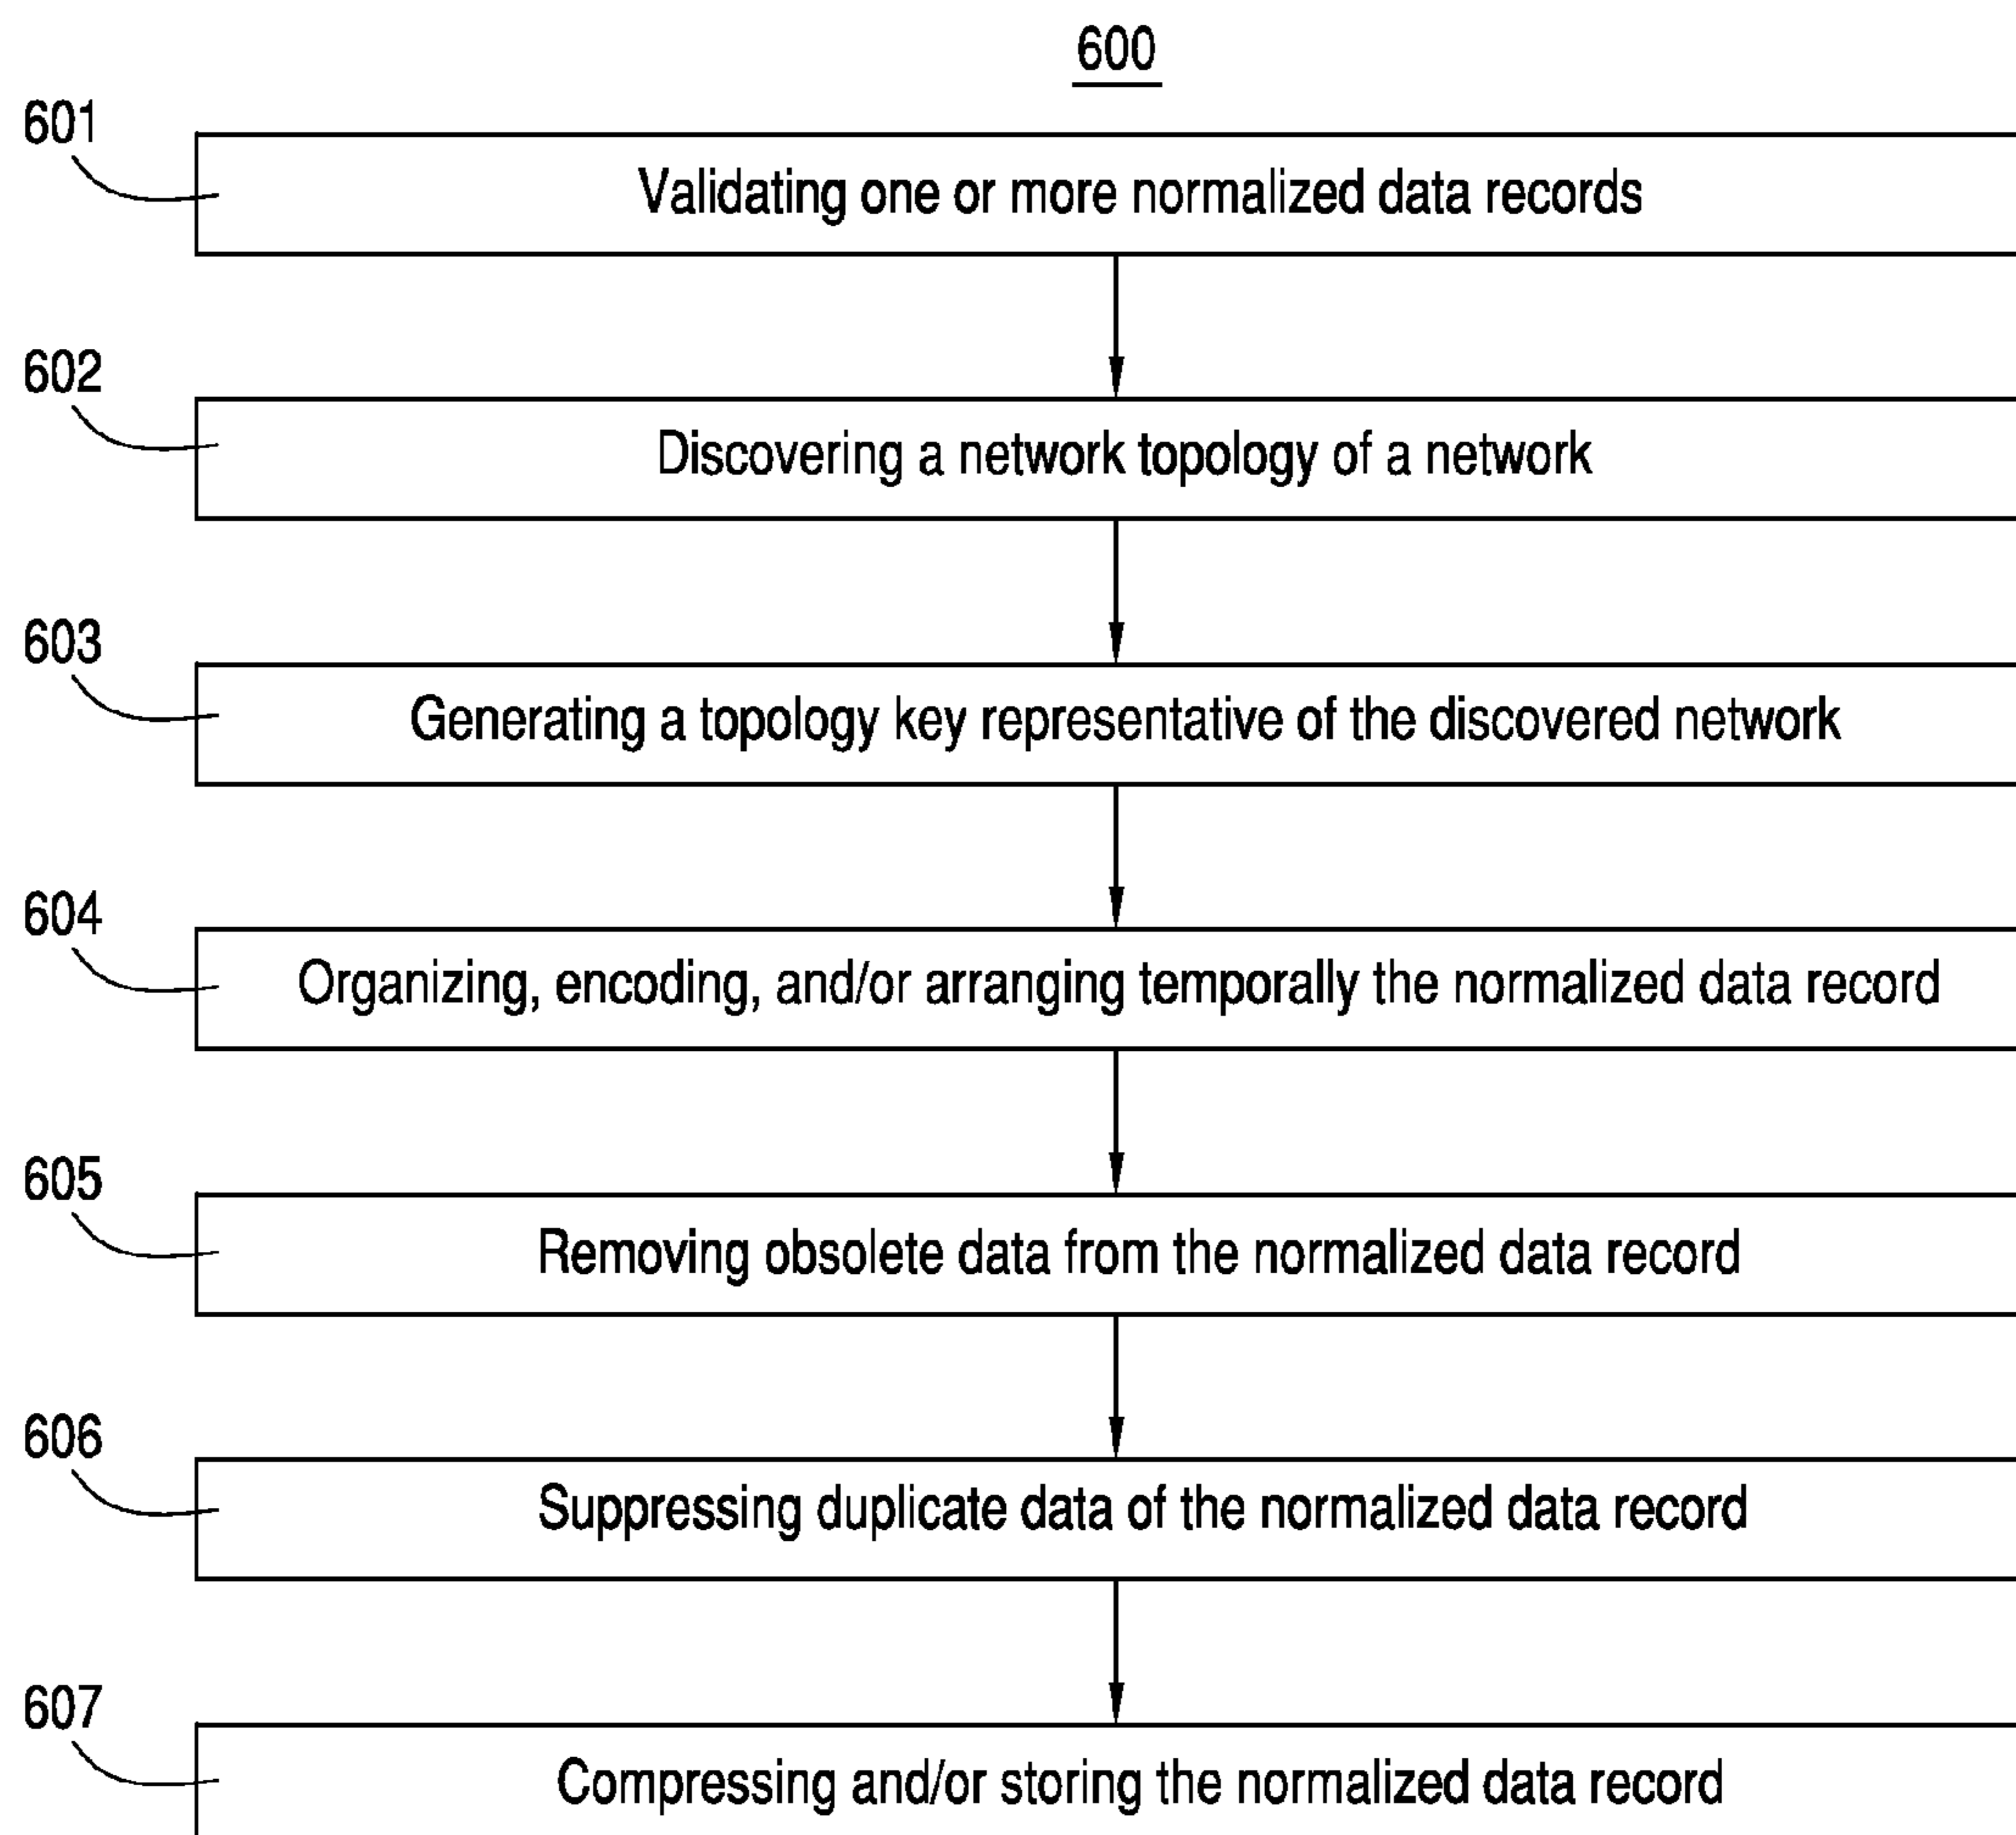 600
601
Validating one or more normalized data records
602
Discovering a network topology of a network
603
Generating a topology key representative of the discovered network
604
Organizing, encoding, and/or arranging temporally the normalized data record
605
Removing obsolete data from the normalized data record
606
Suppressing duplicate data of the normalized data record
607
Compressing and/or storing the normalized data record